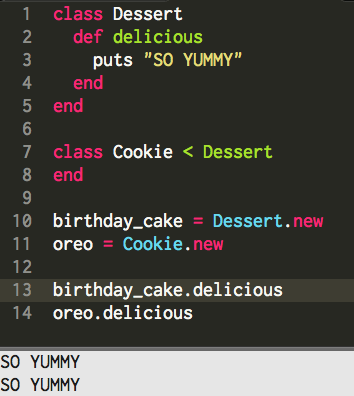 1 class Dessert
2   def delicious
3     puts "SO YUMMY"
4   end
5 end
6
7 class Cookie < Dessert
8 end
9
10 birthday_cake = Dessert.new
11 oreo = Cookie.new
12
13 birthday_cake.delicious
14 oreo.delicious
SO YUMMY
SO YUMMY